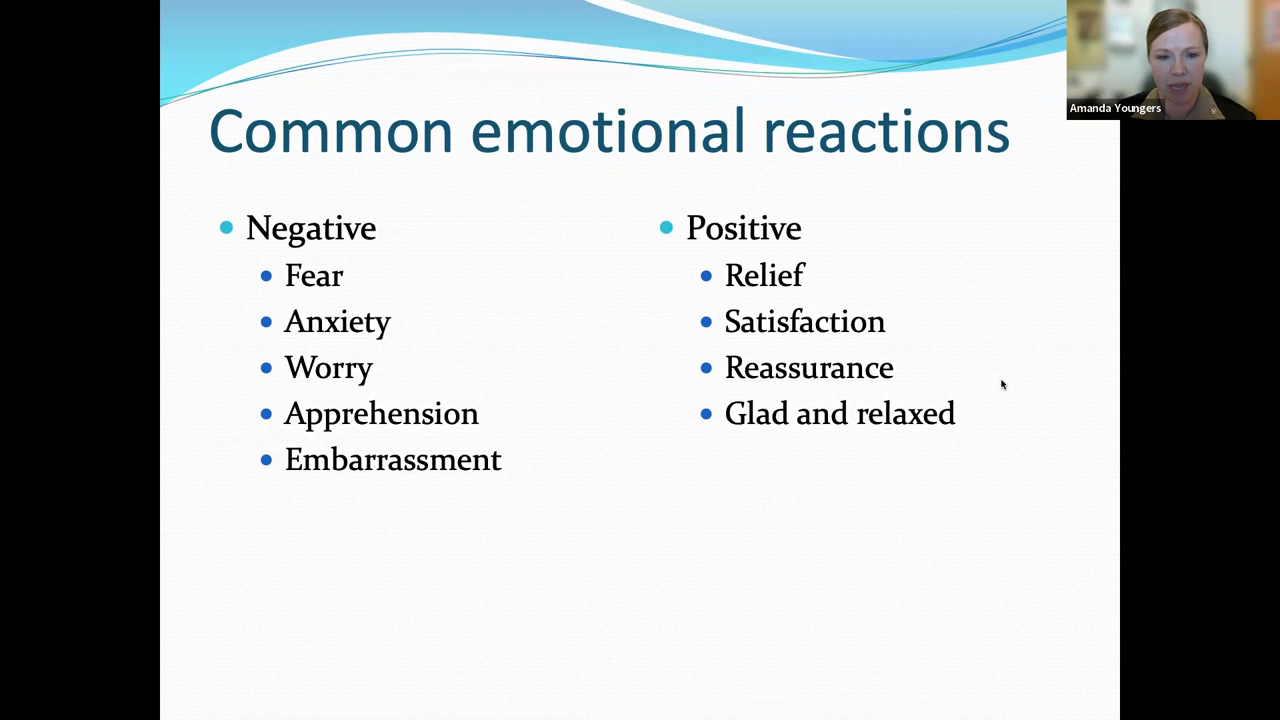 Amanda Youngers
Common emotional reactions
Negative
Fear
Anxiety
Worry
Apprehension
Embarrassment
Positive
Relief
Satisfaction
Reassurance
Glad and relaxed